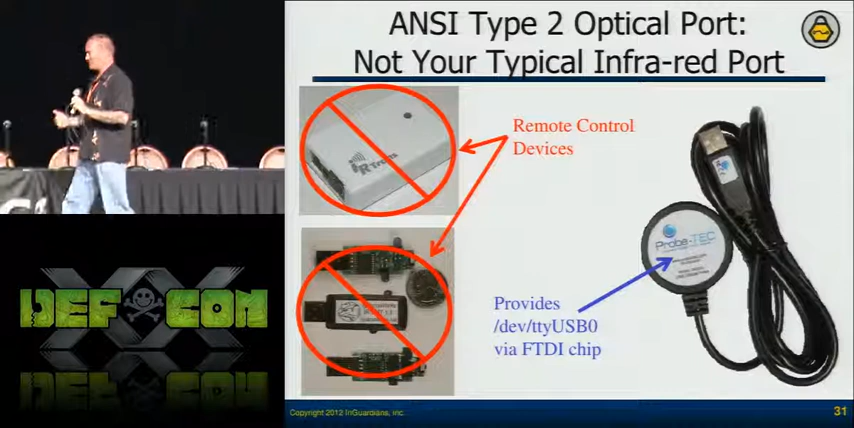 ANSI Type 2 Optical Port:
Not Your Typical Infra-red Port
Remote Control
Devices
Probe-TEC
Provides
/dev/ttyUSB0
via FTDI chip
DEF CON
XX
Copyright 2012 InGuardians, Inc.
31